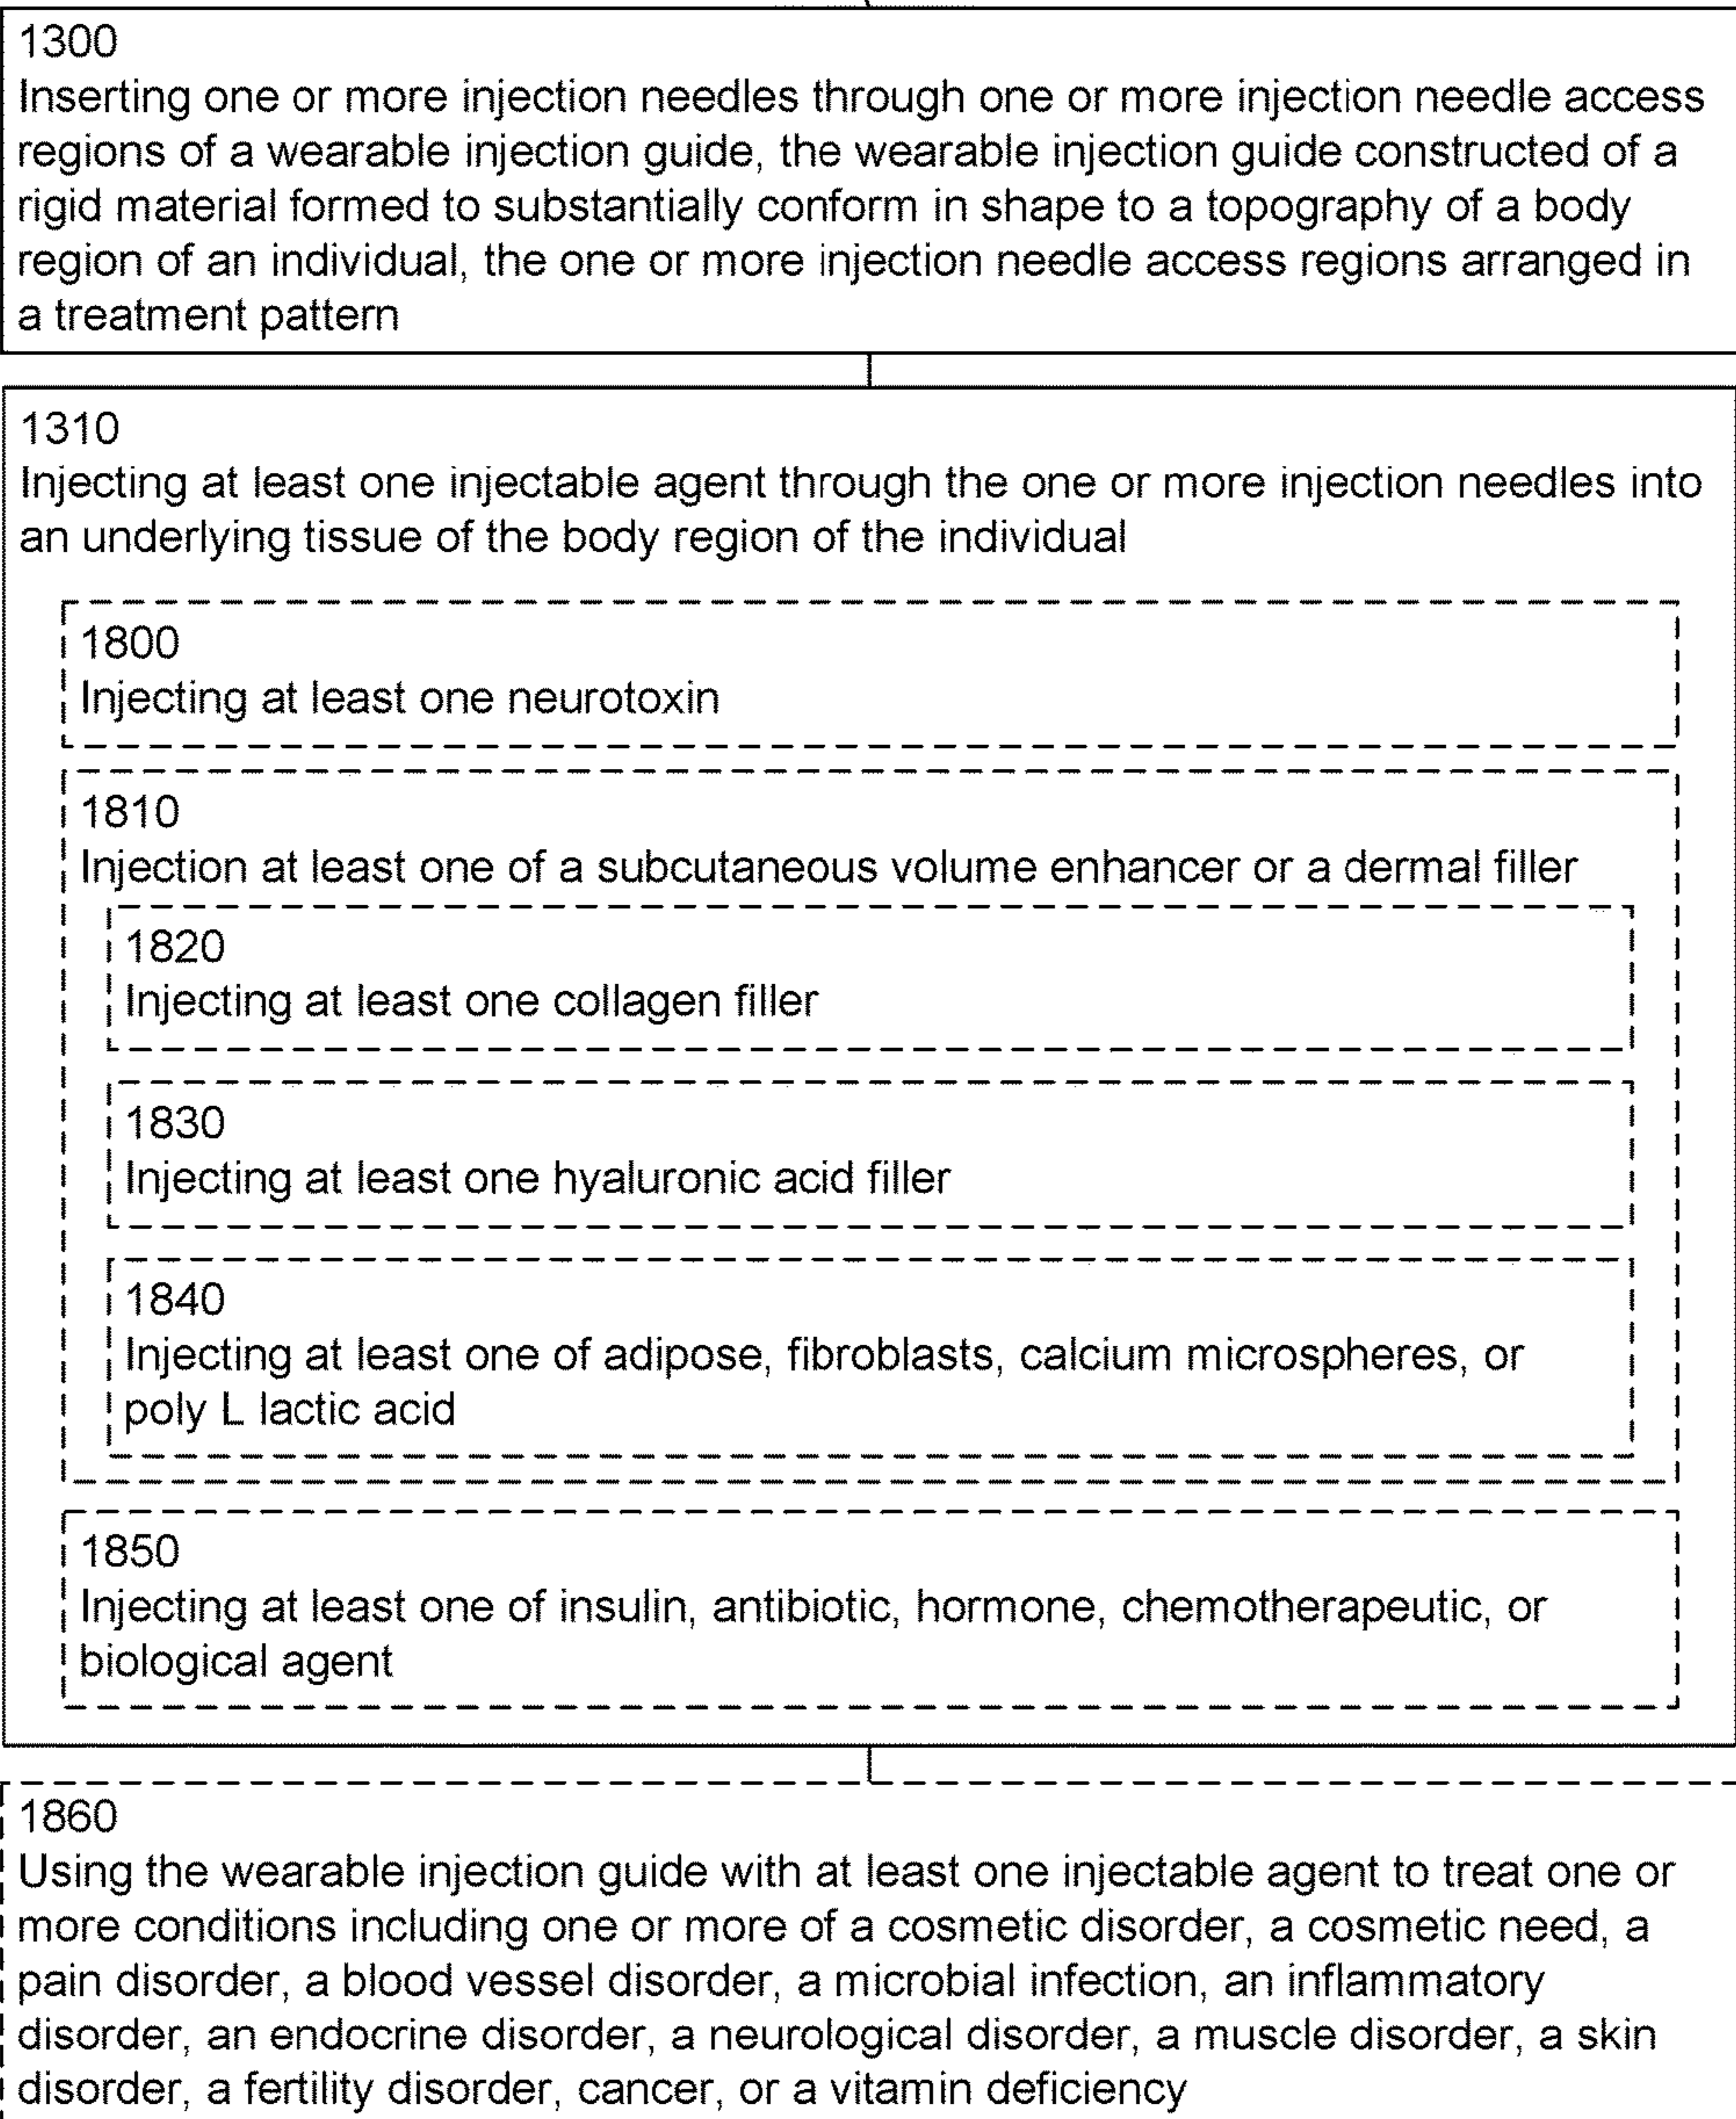 1300
Inserting one or more injection needles through one or more injection needle access
regions of a wearable injection guide, the wearable injection guide constructed of a
rigid material formed to substantially conform in shape to a topography of a body
region of an individual, the one or more injection needle access regions arranged in
a treatment pattern
1310
Injecting at least one injectable agent through the one or more injection needles into
an underlying tissue of the body region of the individual
1800
Injecting at least one neurotoxin
1810
Injection at least one of a subcutaneous volume enhancer or a dermal filler
1820
Injecting at least one collagen filler
1830
Injecting at least one hyaluronic acid filler
1840
Injecting at least one of adipose, fibroblasts, calcium microspheres, or
poly L lactic acid
1850
Injecting at least one of insulin, antibiotic, hormone, chemotherapeutic, or
biological agent
1860
Using the wearable injection guide with at least one injectable agent to treat one or
more conditions including one or more of a cosmetic disorder, a cosmetic need, a
pain disorder, a blood vessel disorder, a microbial infection, an inflammatory
disorder, an endocrine disorder, a neurological disorder, a muscle disorder, a skin
disorder, a fertility disorder, cancer, or a vitamin deficiency